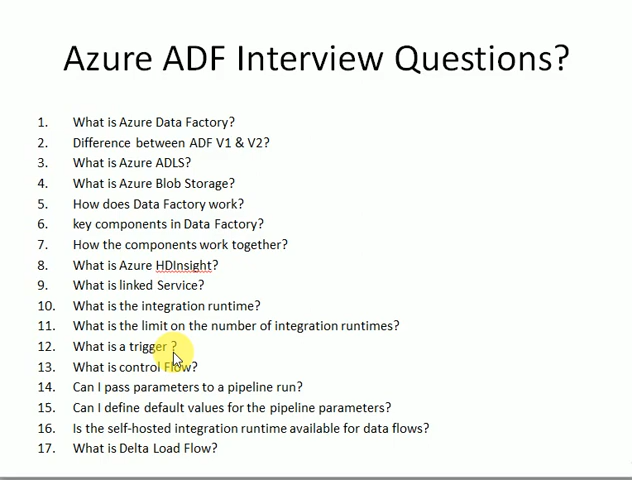 Azure ADF Interview Questions?
1. What is Azure Data Factory?
2. Difference between ADF V1 & V2?
3. What is Azure ADLS?
4. What is Azure Blob Storage?
5. How does Data Factory work?
6. key components in Data Factory?
7. How the components work together?
8. What is Azure HDInsight?
9. What is linked Service?
10. What is the integration runtime?
11. What is the limit on the number of integration runtimes?
12. What is a trigger ?
13. What is control Flow?
14. Can I pass parameters to a pipeline run?
15. Can I define default values for the pipeline parameters?
16. Is the self-hosted integration runtime available for data flows?
17. What is Delta Load Flow?